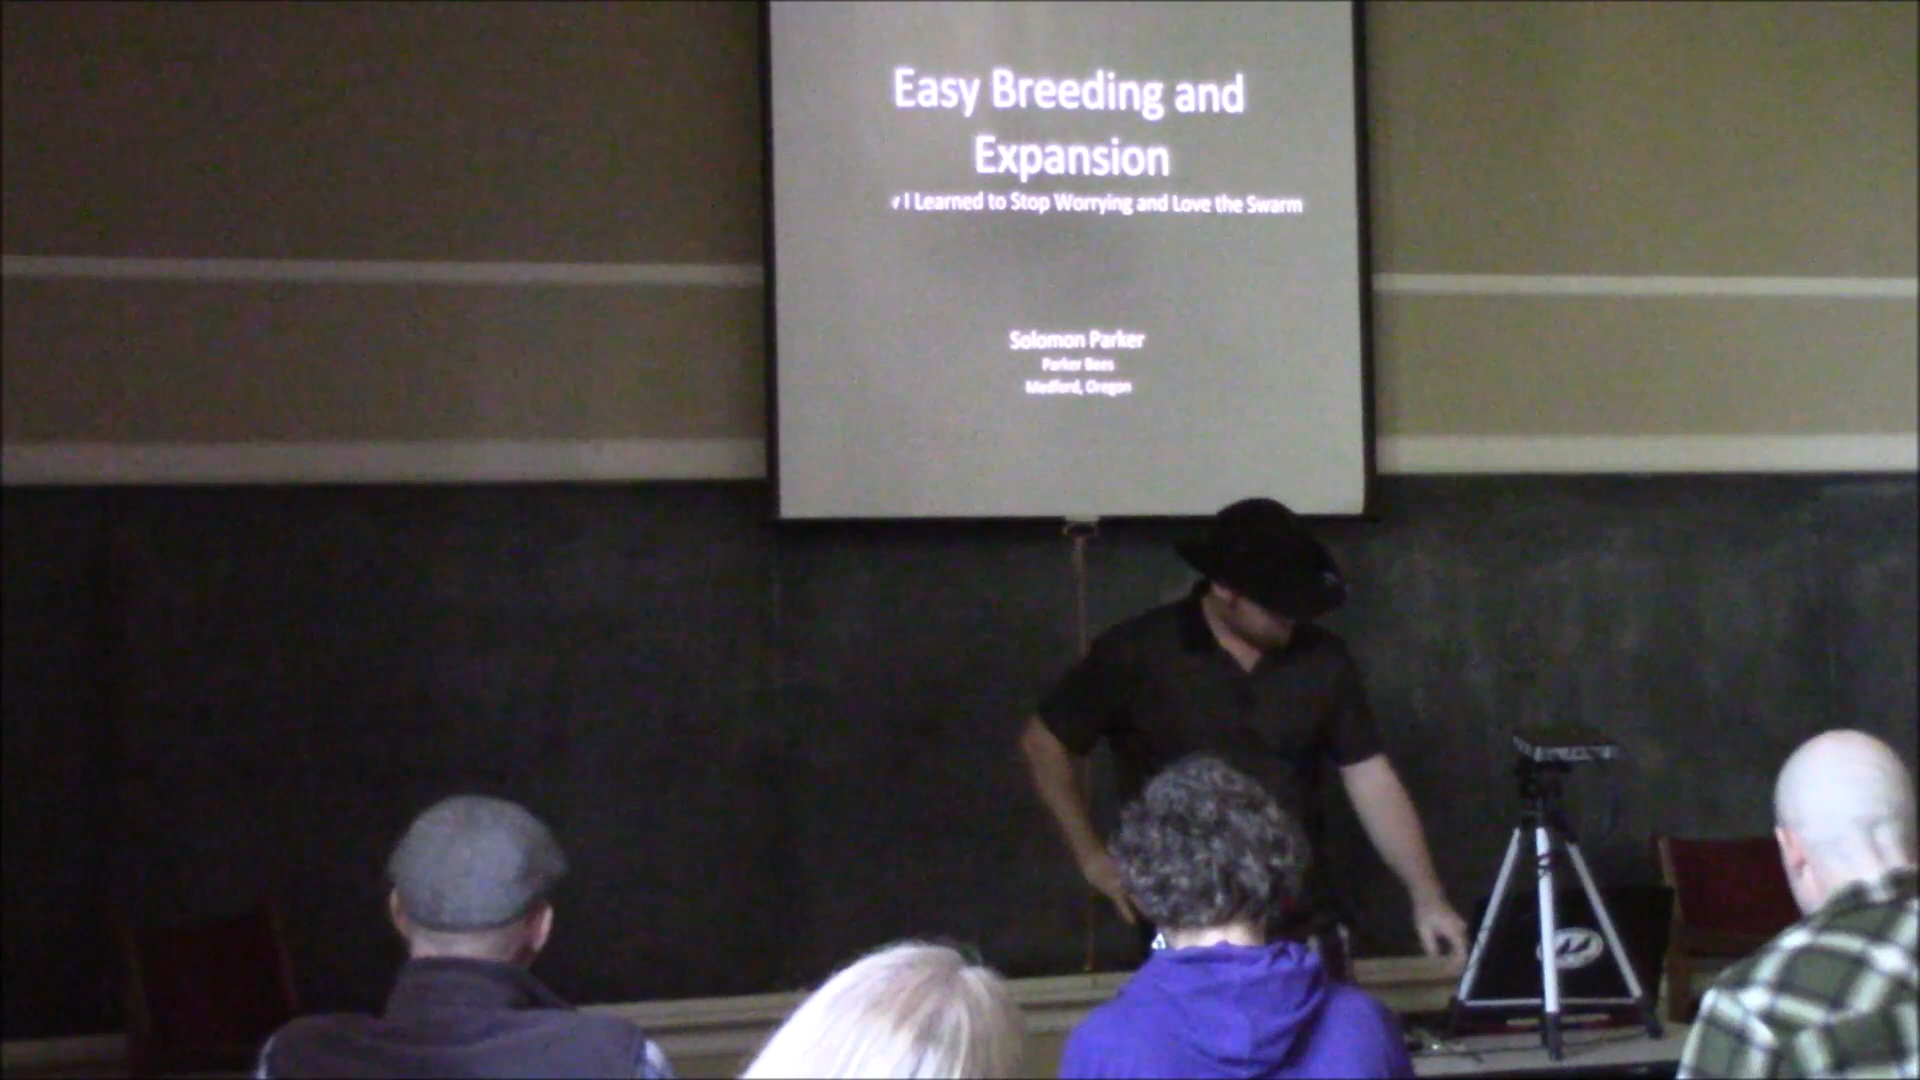 Easy Breeding and
Expansion
I Learned to Stop Worrying and Love the Swarm
Solomon Parker
Parker Bees
Medford, Oregon